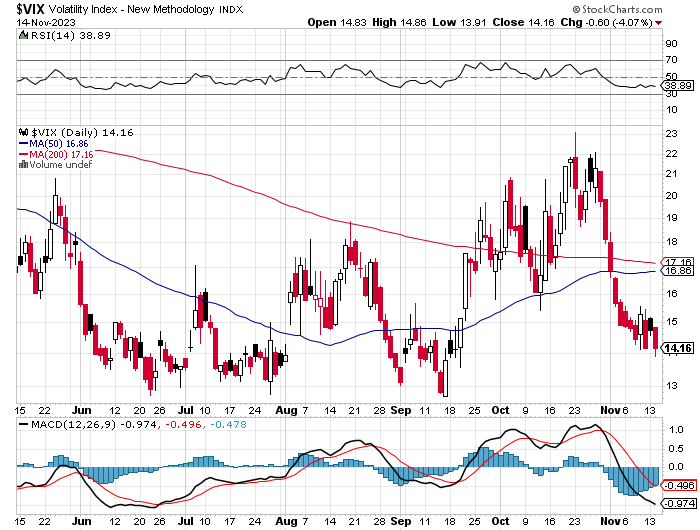 $VIX Volatility Index - New Methodology INDX
© StockCharts.com
14-Nov-2023
Open 14.83 High 14.86 Low 13.91 Close 14.16 Chg -0.60 (-4.07%)
RSI(14) 38.89
90
70
50
38.89
30
10
$VIX (Daily) 14.16
MA(50) 16.86
MA(200) 17.16
Volume undef
23
22
21
20
19
18
17.16
16.86
16
15
14.16
13
15 22 Jun 12 20 26 Jul 10 17 24 Aug 7 14 21 28 Sep 11 18 25 Oct 9 16 23 Nov 6 13
MACD(12,26,9) -0.974, -0.496, -0.478
1.0
0.5
0.0
-0.496
-0.974
15 22 Jun 12 20 26 Jul 10 17 24 Aug 7 14 21 28 Sep 11 18 25 Oct 9 16 23 Nov 6 13